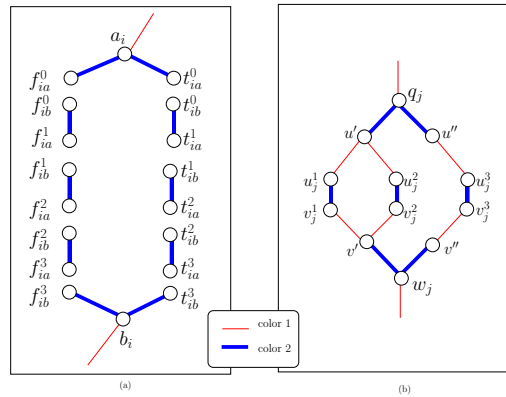 a_i
f^0_{ia} t^0_{ia}
f^0_{ib} t^0_{ib}
f^1_{ia} t^1_{ia}
f^1_{ib} t^1_{ib}
f^2_{ia} t^2_{ia}
f^2_{ib} t^2_{ib}
f^3_{ia} t^3_{ia}
f^3_{ib} t^3_{ib}
b_i
(a)
color 1
color 2
q_j
u' u''
u^1_j u^2_j u^3_j
v^1_j v^2_j v^3_j
v' v''
w_j
(b)